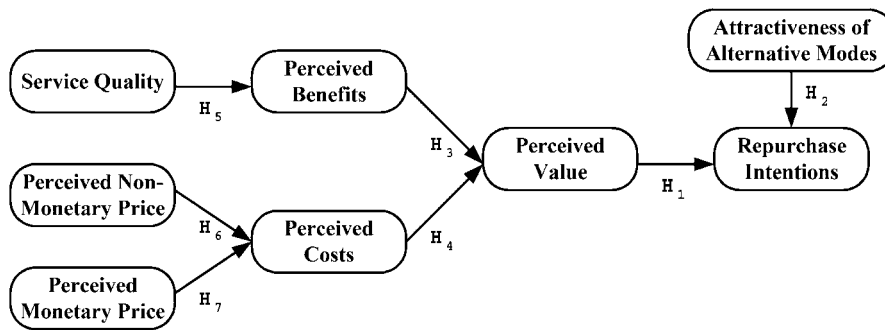 Attractiveness of
Alternative Modes
Service Quality
Perceived
Benefits
H5
H2
H3
Perceived
Value
Repurchase
Intentions
H1
Perceived Non-
Monetary Price
H6
Perceived
Costs
H4
Perceived
Monetary Price
H7